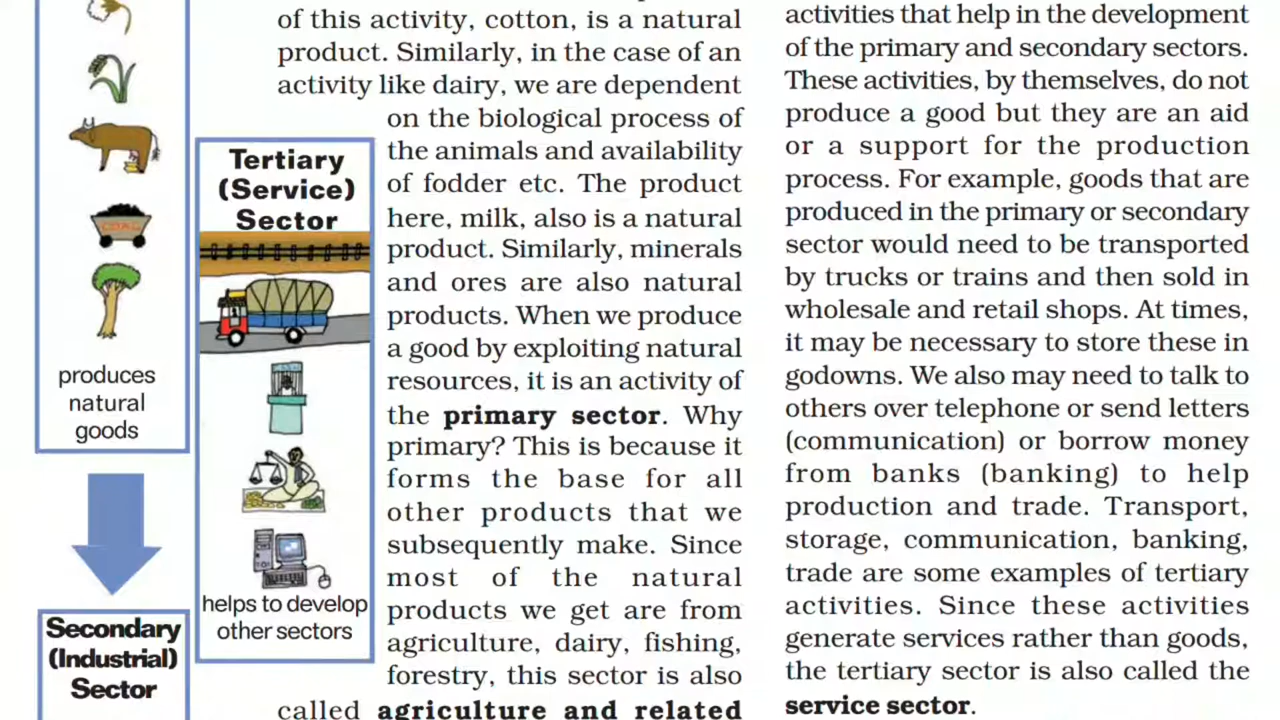 COAL
produces
natural
goods
Secondary
(Industrial)
Sector
Tertiary
(Service)
Sector
helps to develop
other sectors
of this activity, cotton, is a natural
product. Similarly, in the case of an
activity like dairy, we are dependent
on the biological process of
the animals and availability
of fodder etc. The product
here, milk, also is a natural
product. Similarly, minerals
and ores are also natural
products. When we produce
a good by exploiting natural
resources, it is an activity of
the primary sector. Why
primary? This is because it
forms the base for all
other products that we
subsequently make. Since
most of the natural
products we get are from
agriculture, dairy, fishing,
forestry, this sector is also
called agriculture and related
activities that help in the development
of the primary and secondary sectors.
These activities, by themselves, do not
produce a good but they are an aid
or a support for the production
process. For example, goods that are
produced in the primary or secondary
sector would need to be transported
by trucks or trains and then sold in
wholesale and retail shops. At times,
it may be necessary to store these in
godowns. We also may need to talk to
others over telephone or send letters
(communication) or borrow money
from banks (banking) to help
production and trade. Transport,
storage, communication, banking,
trade are some examples of tertiary
activities. Since these activities
generate services rather than goods,
the tertiary sector is also called the
service sector.